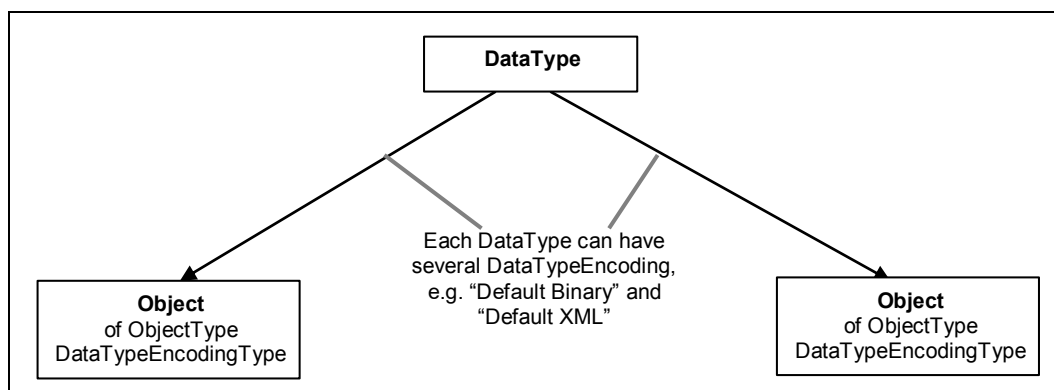 DataType
Each DataType can have
several DataTypeEncoding,
e.g. “Default Binary” and
“Default XML”
Object
of ObjectType
DataTypeEncodingType
Object
of ObjectType
DataTypeEncodingType